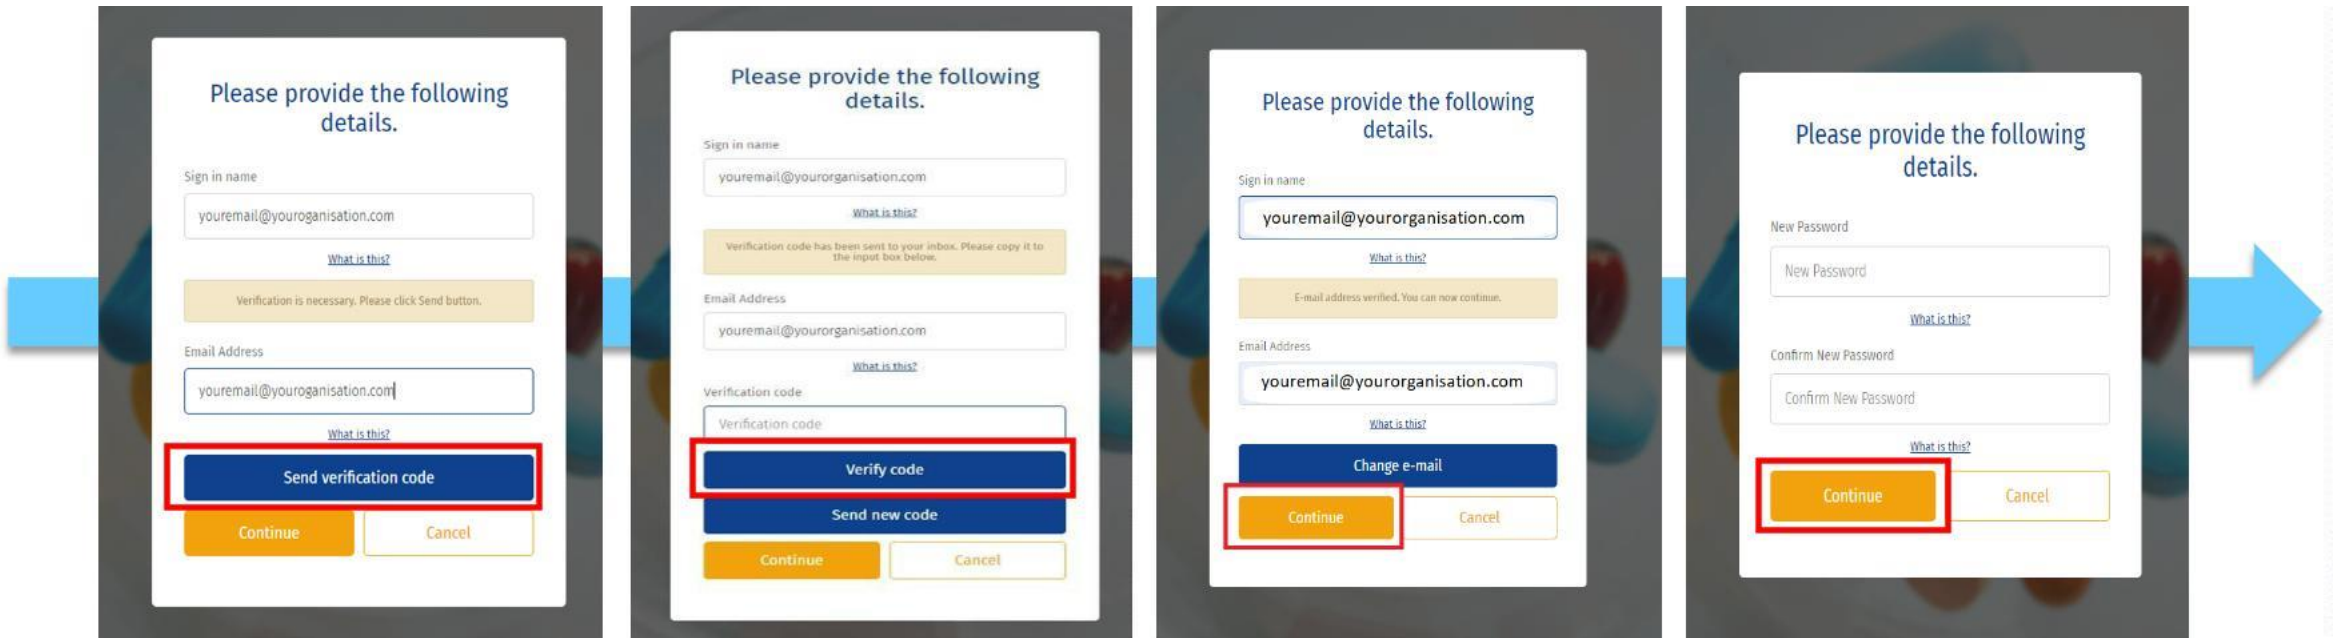 Please provide the following
details.
Sign in name
youremail@youroganisation.com
What is this?
Verification is necessary. Please click Send button.
Email Address
youremail@youroganisation.com
What is this?
Send verification code
Continue
Cancel
Please provide the following
details.
Sign in name
youremail@yourorganisation.com
What is this?
Verification code has been sent to your inbox. Please copy it to
the input box below.
Email Address
youremail@yourorganisation.com
What is this?
Verification code
Verification code
Verify code
Send new code
Continue
Cancel
Please provide the following
details.
Sign in name
youremail@yourorganisation.com
What is this?
E-mail address verified. You can now continue.
Email Address
youremail@yourorganisation.com
What is this?
Change e-mail
Continue
Cancel
Please provide the following
details.
New Password
New Password
What is this?
Confirm New Password
Confirm New Password
What is this?
Continue
Cancel